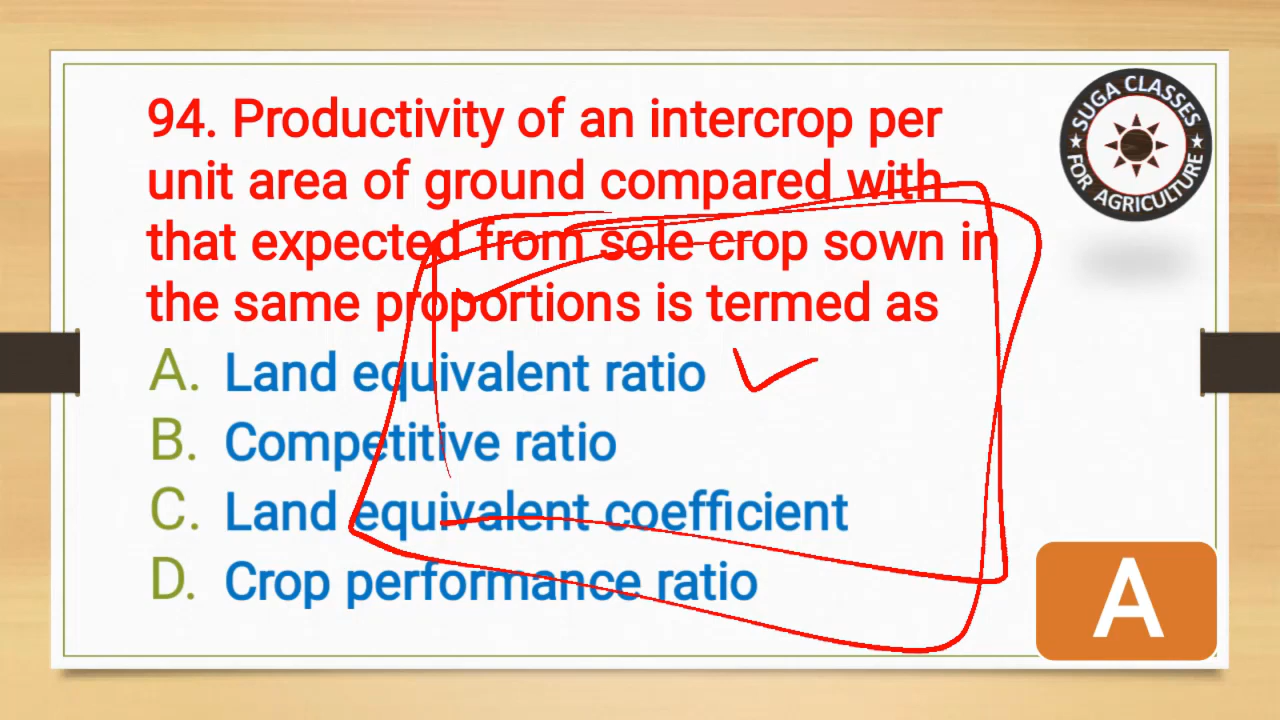 94. Productivity of an intercrop per
unit area of ground compared with
that expected from sole crop sown in
the same proportions is termed as
A. Land equivalent ratio
B. Competitive ratio
C. Land equivalent coefficient
D. Crop performance ratio
SUGA CLASSES
FOR AGRICULTURE
A